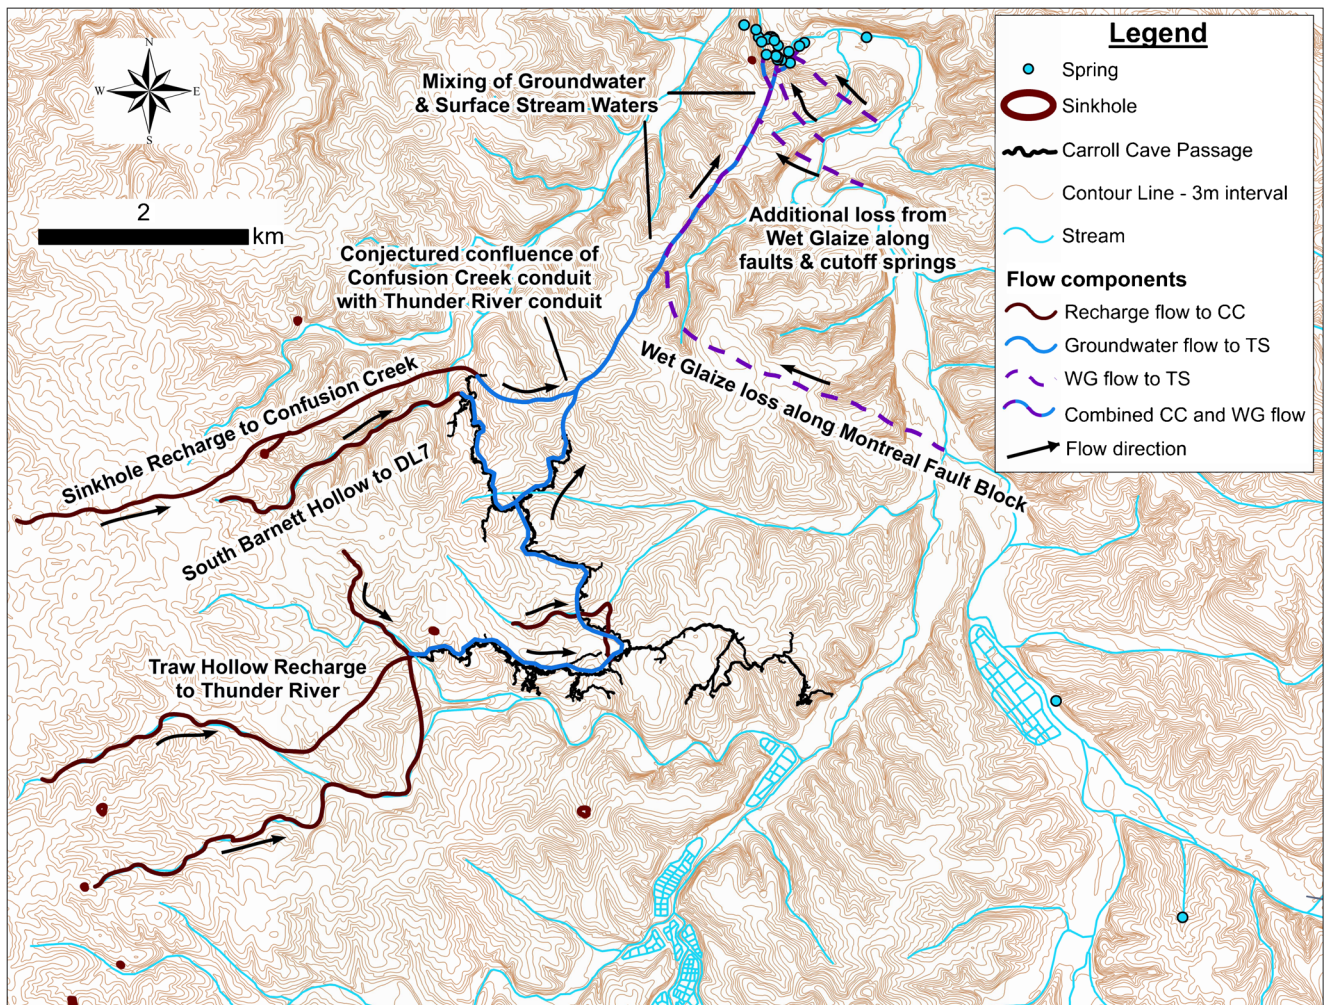 N
W
E
S
2
km
Mixing of Groundwater
& Surface Stream Waters
Conjectured confluence of
Confusion Creek conduit
with Thunder River conduit
Additional loss from
Wet Glaize along
faults & cutoff springs
Wet Glaize loss along Montreal Fault Block
Sinkhole Recharge to Confusion Creek
South Barnett Hollow to DL7
Traw Hollow Recharge
to Thunder River
Legend
Spring
Sinkhole
Carroll Cave Passage
Contour Line - 3m interval
Stream
Flow components
Recharge flow to CC
Groundwater flow to TS
WG flow to TS
Combined CC and WG flow
Flow direction